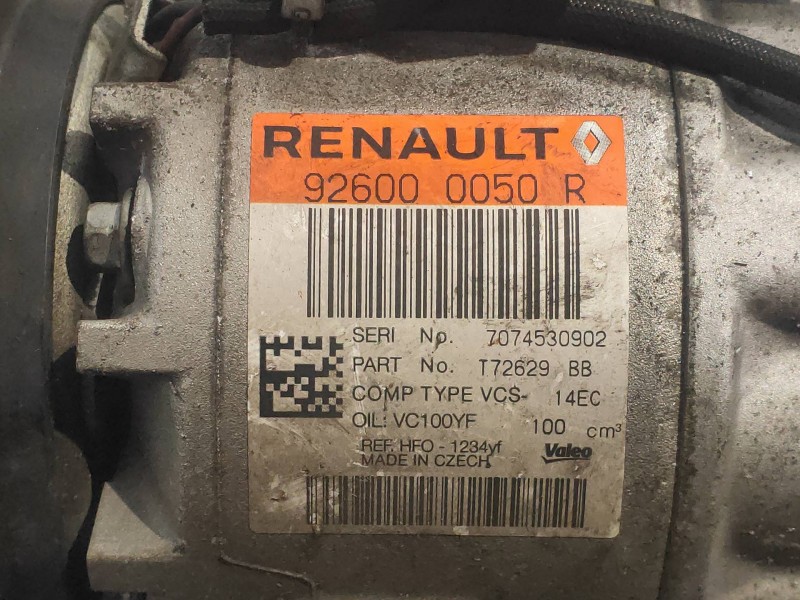 RENAULT
92600 0050 R
SERI No. 7074530902
PART No. T72629 BB
COMP TYPE VCS- 14EC
OIL: VC100YF 100 cm³
REF. HFO - 1234yf
MADE IN CZECH
Valeo